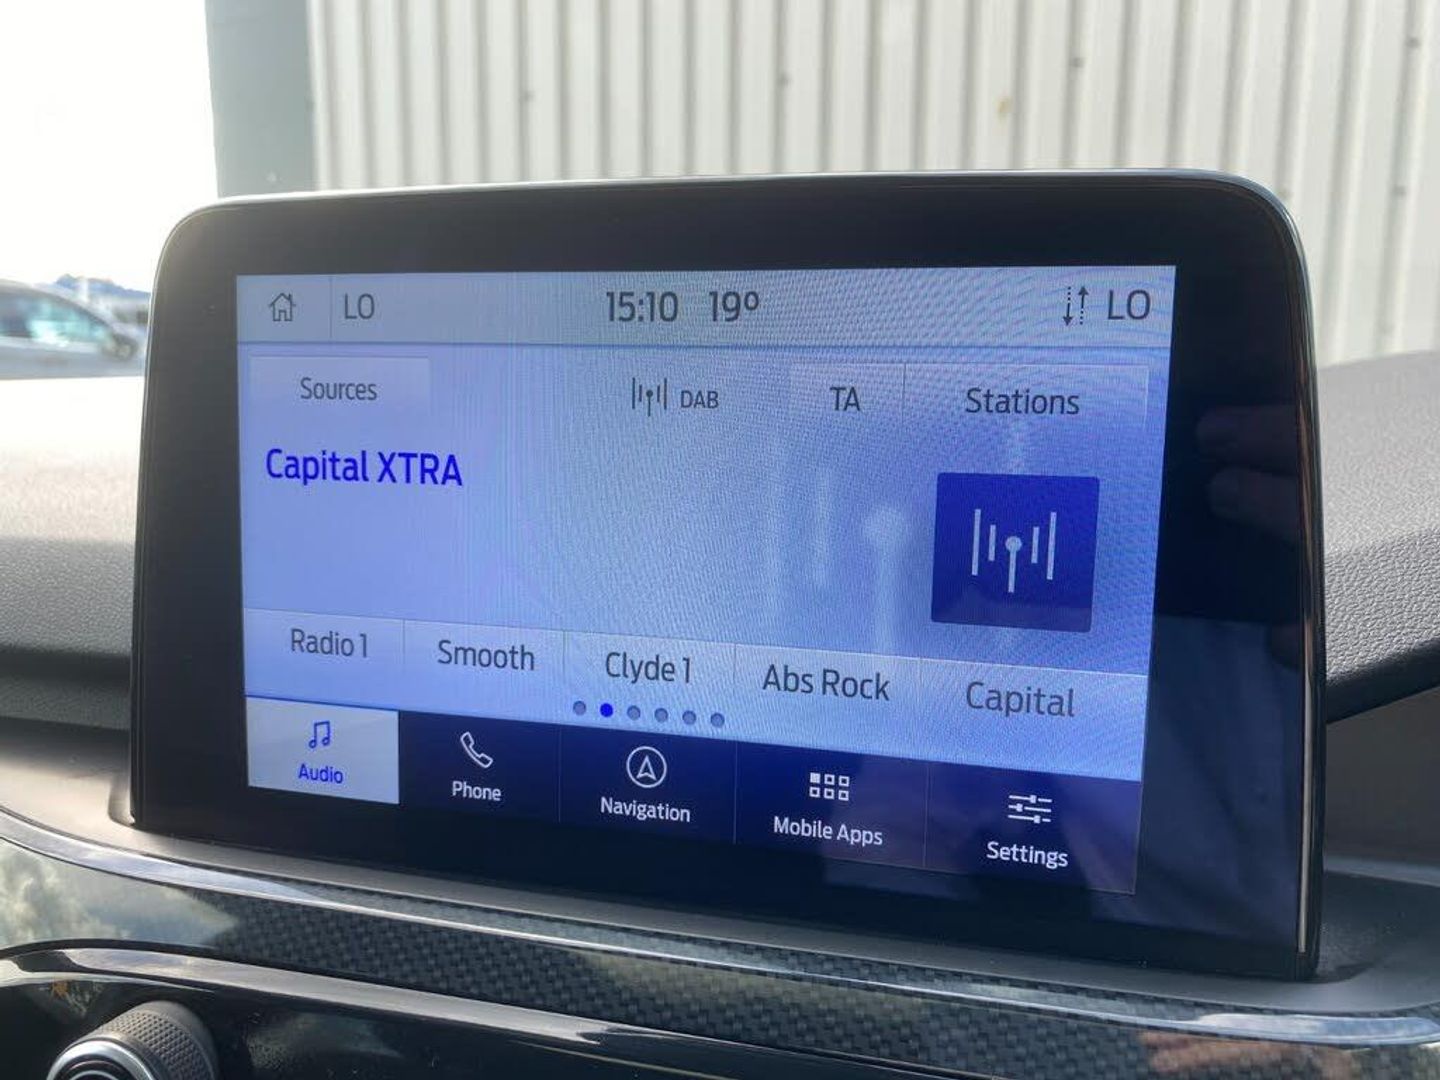 LO 15:10 19° LO
Sources DAB TA Stations
Capital XTRA
Radio 1 Smooth Clyde 1 Abs Rock Capital
Audio Phone Navigation Mobile Apps Settings